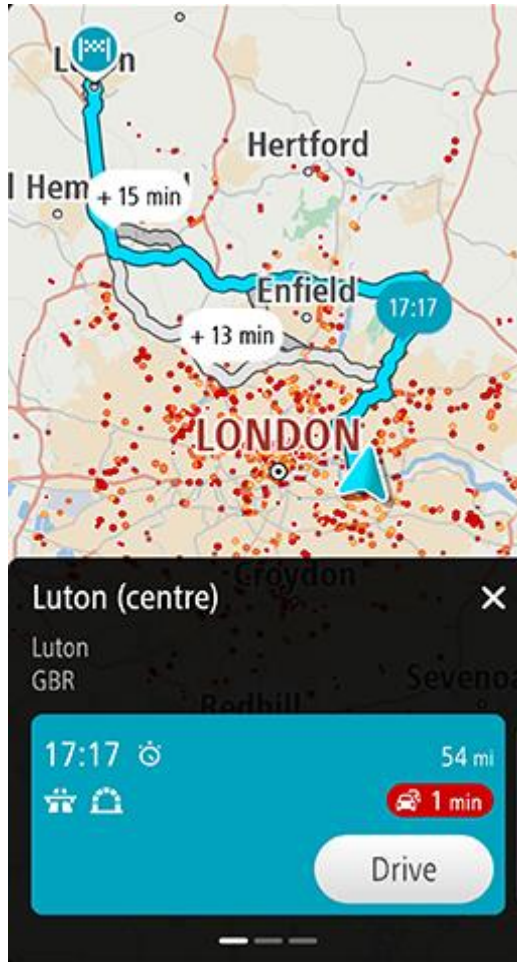 Hertford
+ 15 min
Enfield
17:17
+ 13 min
LONDON
Croydon
Luton (centre)
Luton
GBR
Redhill
17:17
54 mi
1 min
Drive